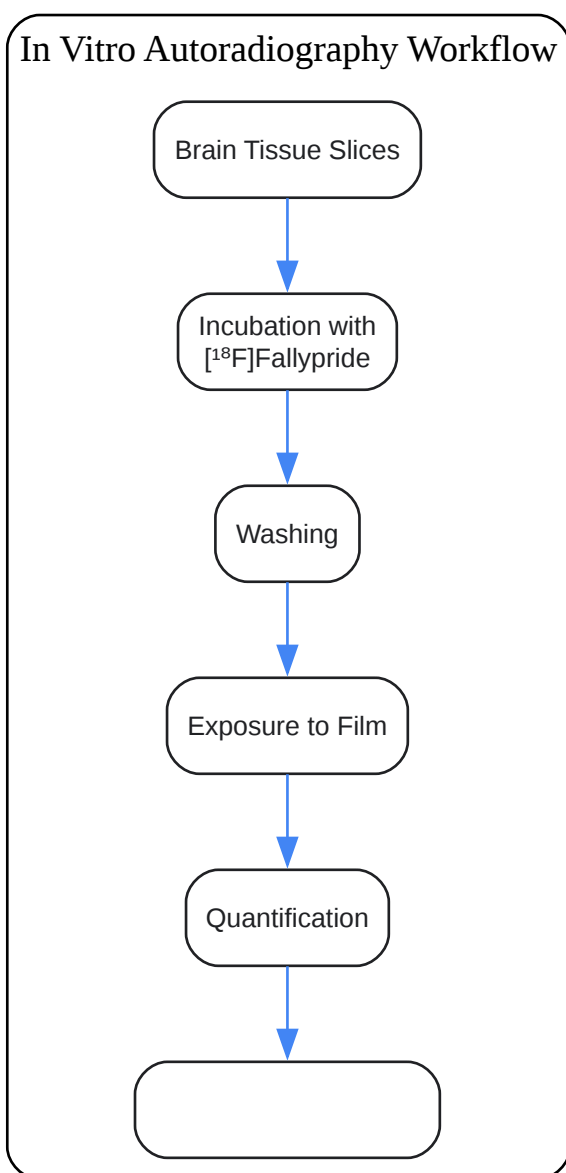 In Vitro Autoradiography Workflow
Brain Tissue Slices
Incubation with
[¹⁸F]Fallypride
Washing
Exposure to Film
Quantification